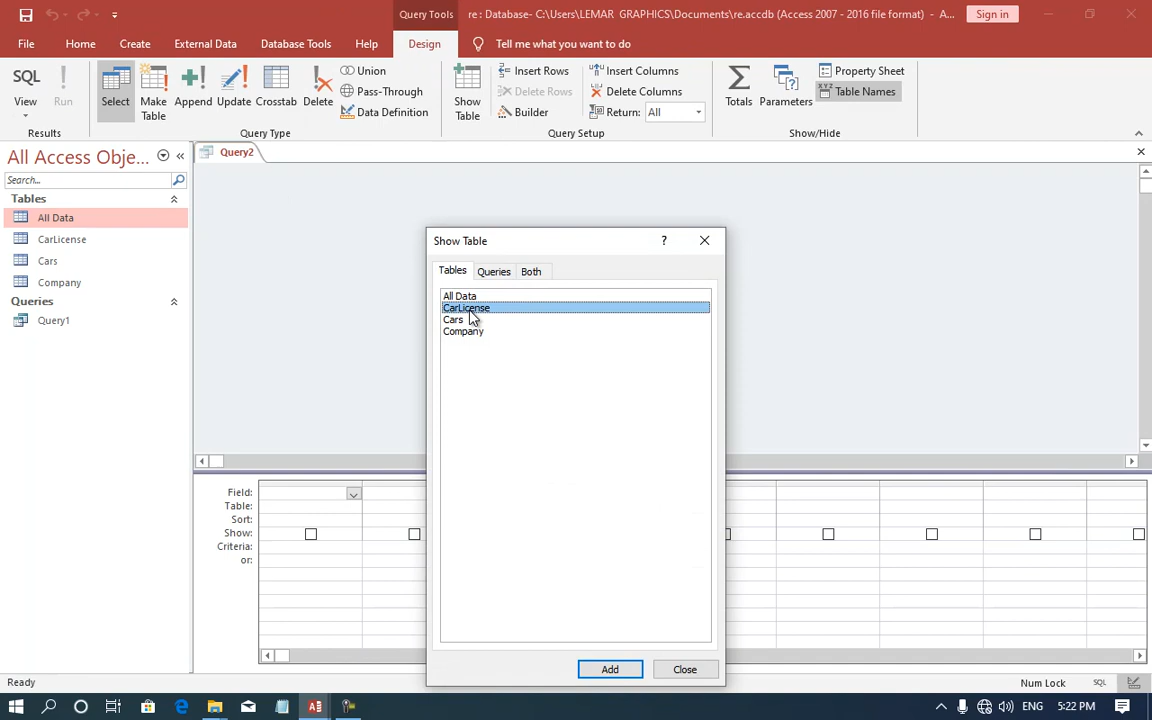 Query Tools
re : Database- C:\Users\LEMAR GRAPHICS\Documents\re.accdb (Access 2007 - 2016 file format) - A...
Sign in
File
Home
Create
External Data
Database Tools
Help
Design
Tell me what you want to do
SQL
View
Run
Select
Make Table
Append
Update
Crosstab
Delete
Union
Pass-Through
Data Definition
Show Table
Insert Rows
Delete Rows
Builder
Insert Columns
Delete Columns
Return: All
Totals
Parameters
Property Sheet
XYZ Table Names
Results
Query Type
Query Setup
Show/Hide
All Access Obje...
Query2
Search...
Tables
All Data
CarLicense
Cars
Company
Queries
Query1
Show Table
?
Tables
Queries
Both
All Data
CarLicense
Cars
Company
Field:
Table:
Sort:
Show:
Criteria:
or:
Add
Close
Ready
Num Lock
SQL
ENG
5:22 PM